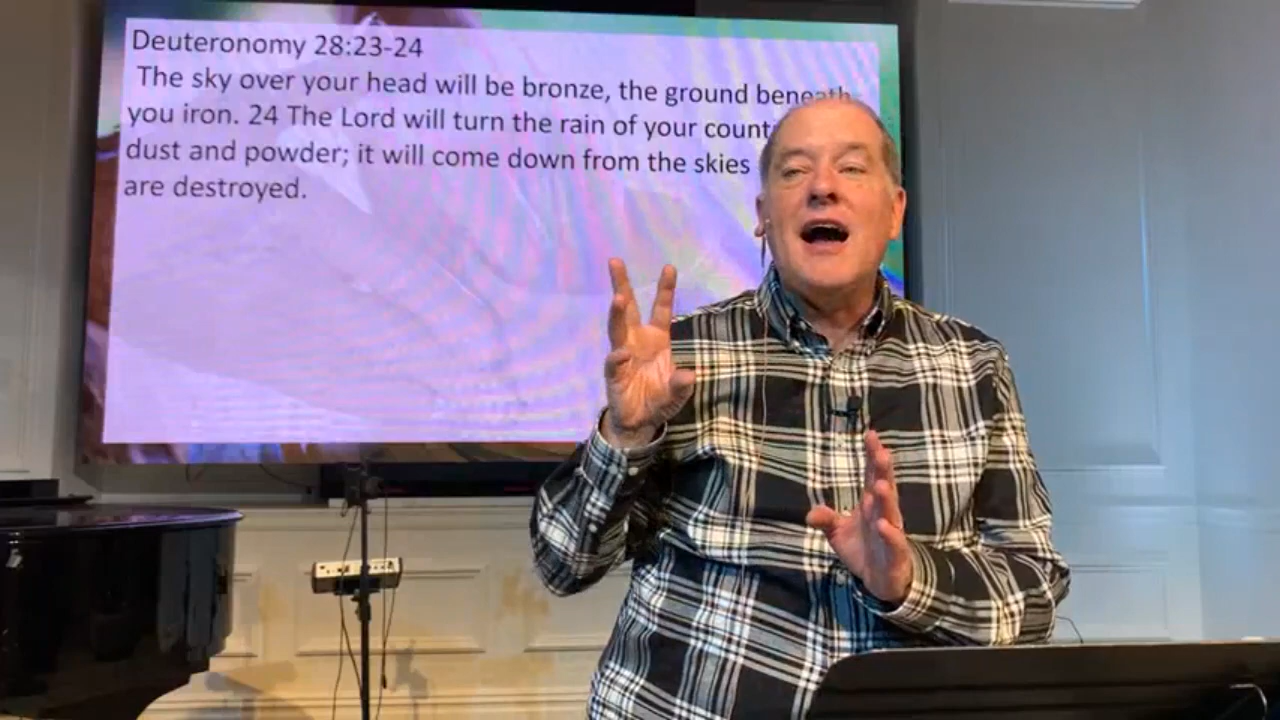 Deuteronomy 28:23-24
The sky over your head will be bronze, the ground beneath
you iron. 24 The Lord will turn the rain of your
dust and powder; it will come down from the skies
are destroyed.